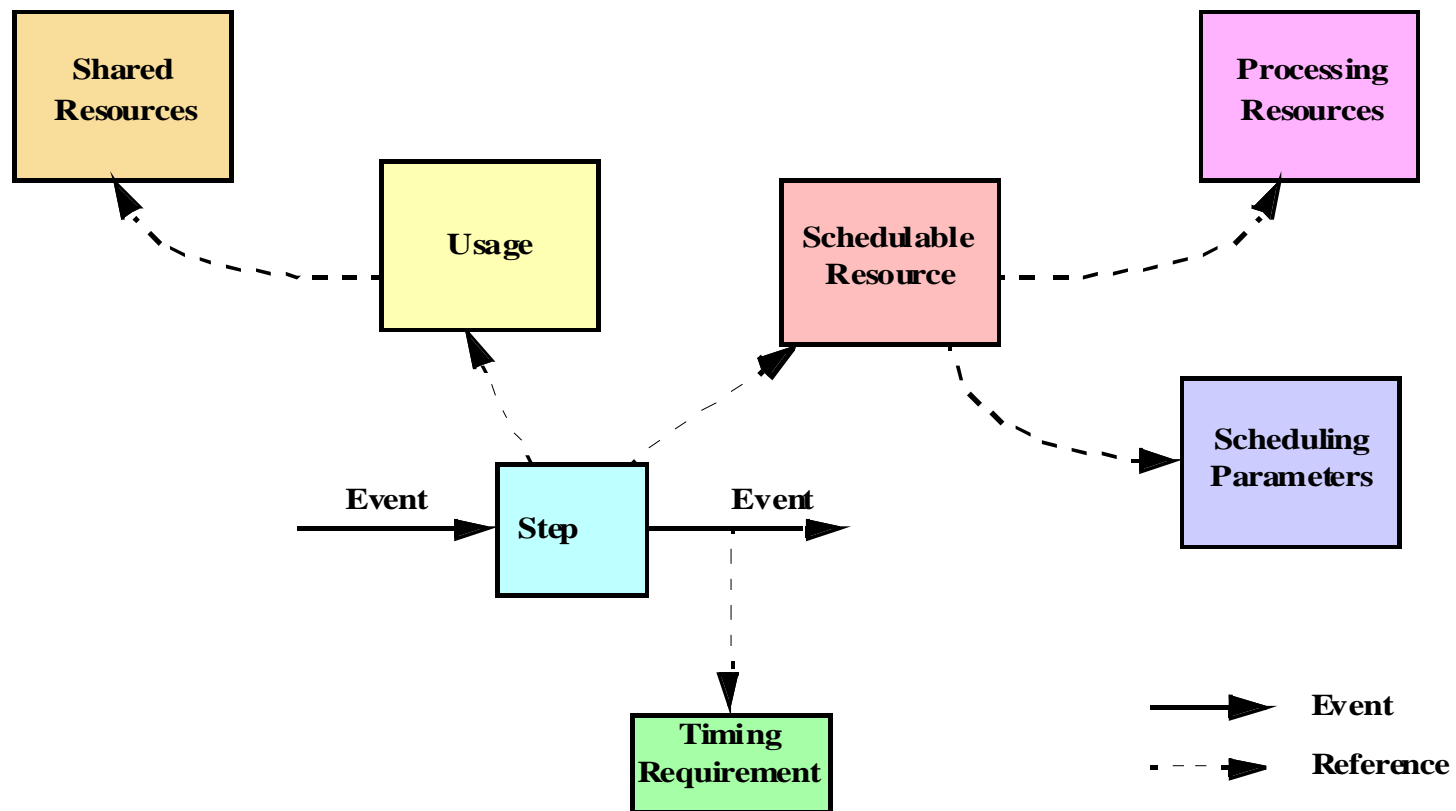 Shared
Resources
Processing
Resources
Usage
Schedulable
Resource
Scheduling
Parameters
Event
Event
Step
Timing
Requirement
Event
Reference